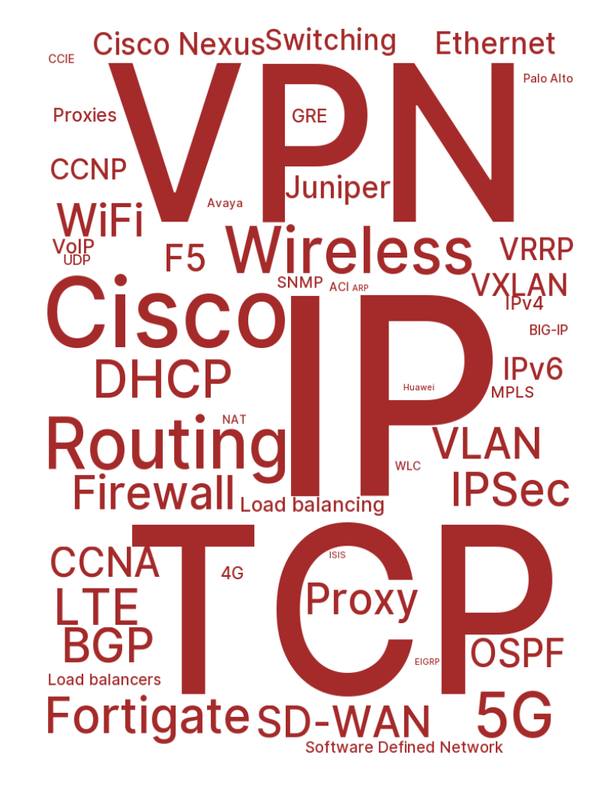 Cisco Nexus
Switching
Ethernet
CCIE
Palo Alto
VPN
Proxies
GRE
CCNP
Juniper
Avaya
WiFi
VoIP
UDP
F5
Wireless
VRRP
SNMP
ACI
ARP
VXLAN
IPv4
Cisco
IP
BIG-IP
DHCP
IPv6
Huawei
MPLS
NAT
Routing
VLAN
WLC
Firewall
IPSec
Load balancing
TCP
CCNA
ISIS
4G
LTE
Proxy
BGP
OSPF
EIGRP
Load balancers
Fortigate
SD-WAN
5G
Software Defined Network